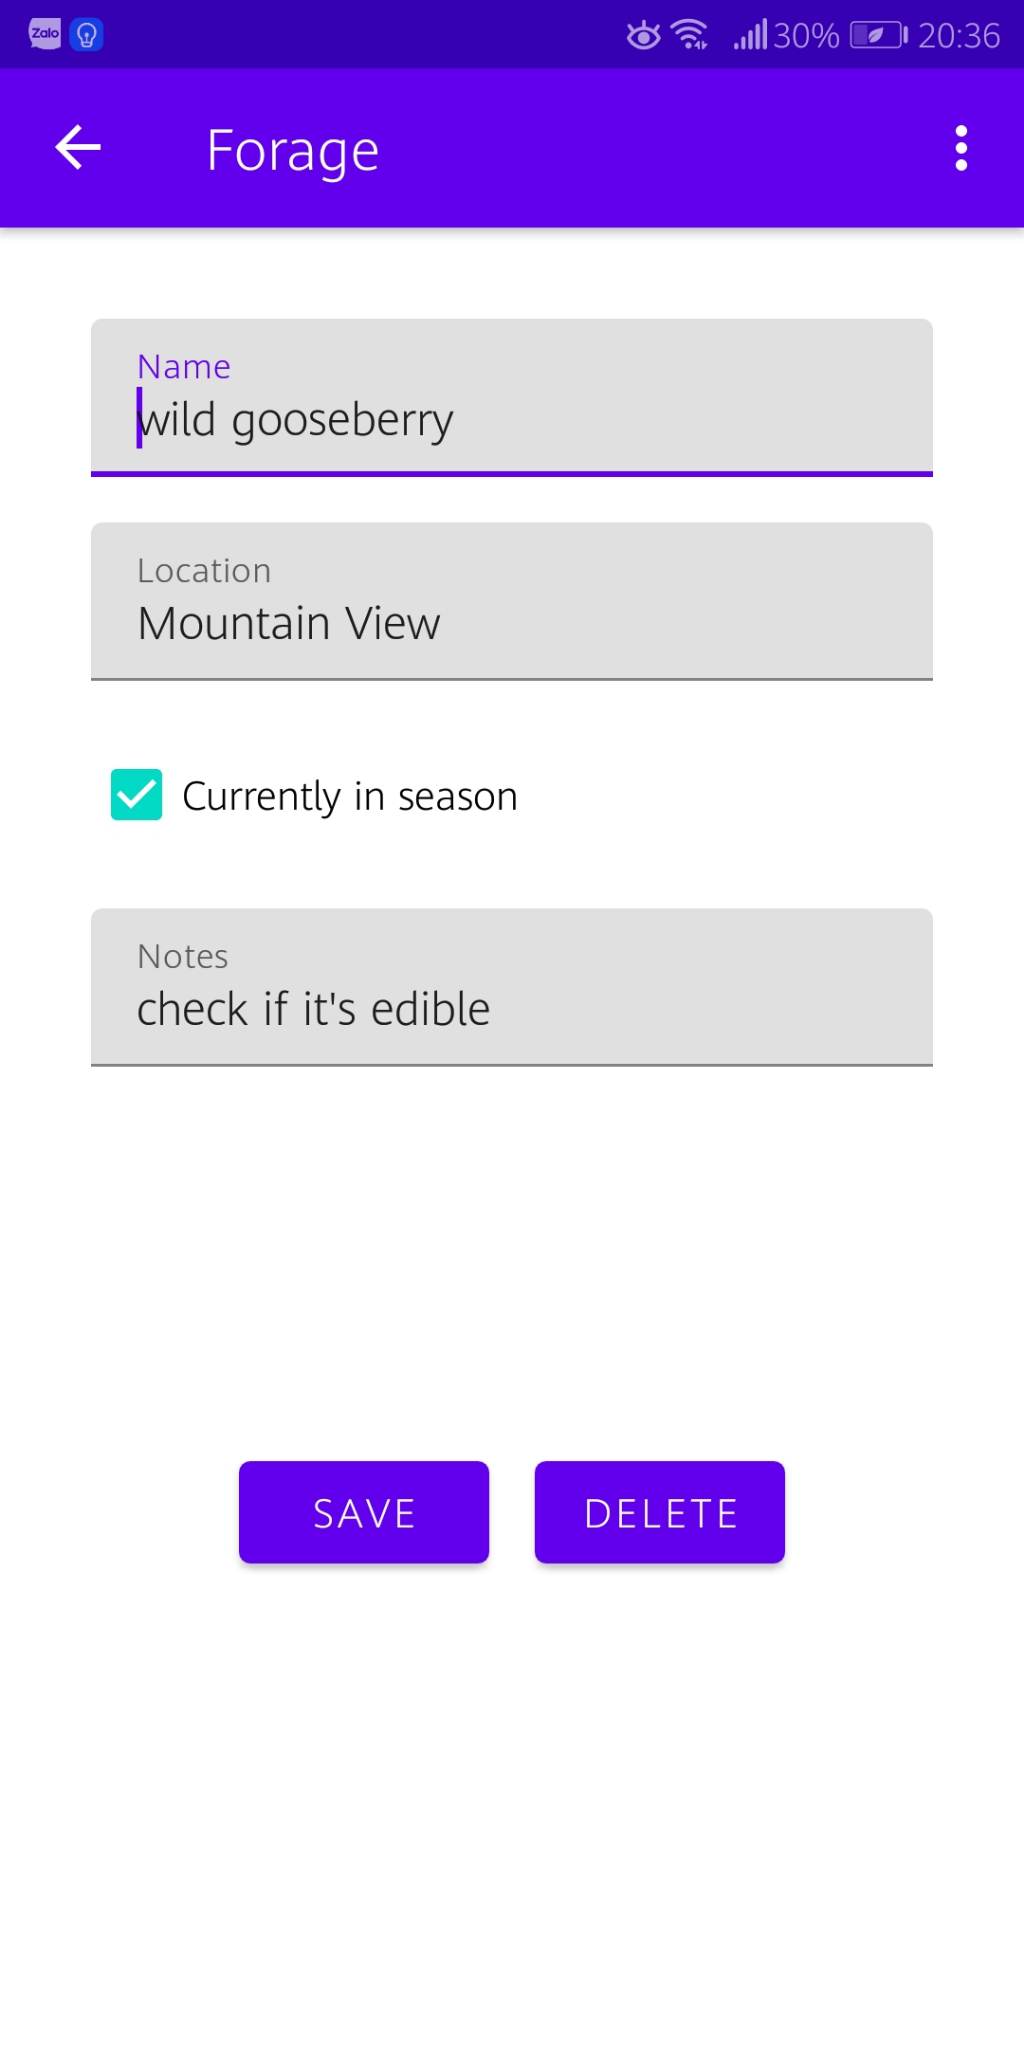 Zalo 30% 20:36
Forage
Name
wild gooseberry
Location
Mountain View
Currently in season
Notes
check if it's edible
SAVE DELETE